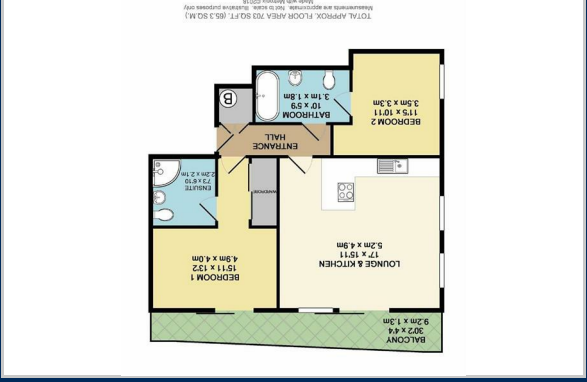 BALCONY
30'2 x 4'4
9.2m x 1.3m
LOUNGE & KITCHEN
17' x 15'11
5.2m x 4.9m
BEDROOM 1
15'11 x 13'2
4.9m x 4.0m
WARDROBE
ENSUITE
7'3 x 6'10
2.2m x 2.1m
ENTRANCE
HALL
BEDROOM 2
11'5 x 10'11
3.5m x 3.3m
BATHROOM
10' x 5'9
3.1m x 1.8m
B
TOTAL APPROX. FLOOR AREA 703 SQ.FT. (65.3 SQ.M.)
Measurements are approximate. Not to scale. Illustrative purposes only
Made with Metropix ©2018